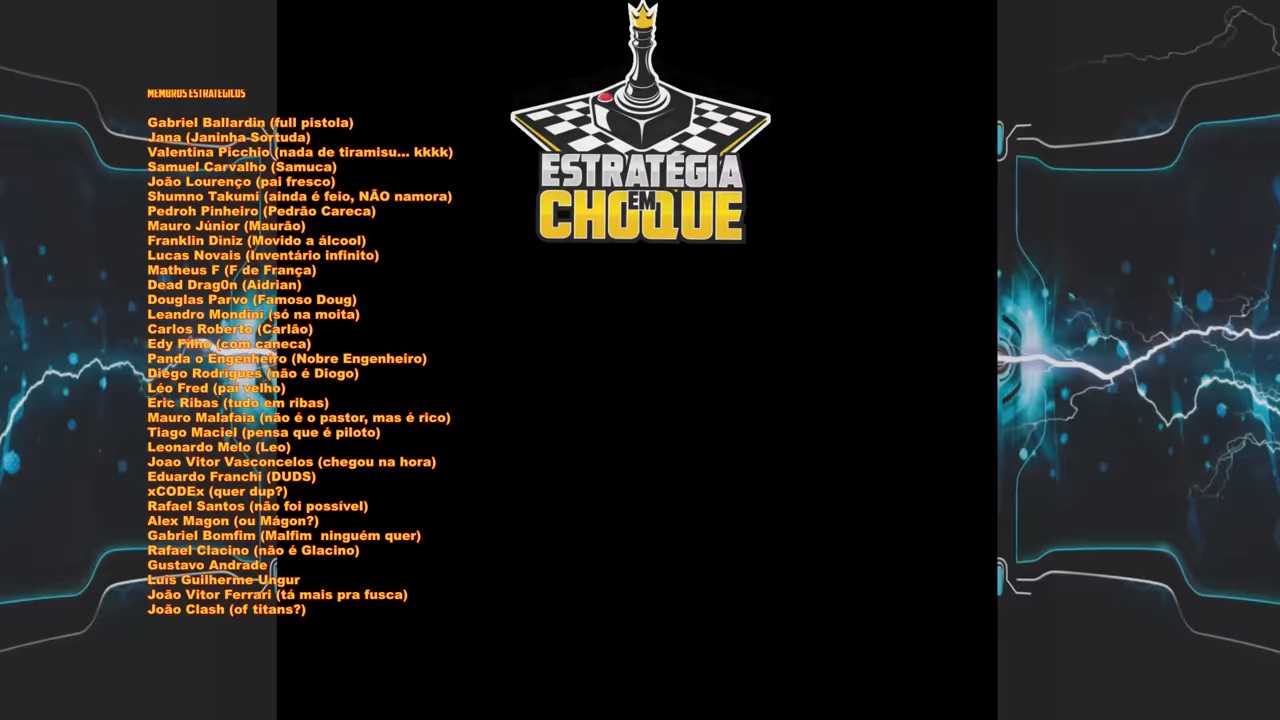 MEMBROS ESTRATEGICOS
Gabriel Ballardin (full pistola)
Jana (Janinha Sortuda)
Valentina Picchio (nada de tiramisu... kkkk)
Samuel Carvalho (Samuca)
João Lourenço (pai fresco)
Shumno Takumi (ainda é feio, NÃO namora)
Pedroh Pinheiro (Pedrão Careca)
Mauro Júnior (Maurão)
Franklin Diniz (Movido a álcool)
Lucas Novais (Inventário infinito)
Matheus F (F de França)
Dead Drag0n (Aidrian)
Douglas Parvo (Famoso Doug)
Leandro Mondini (só na moita)
Carlos Roberto (Carlão)
Edy Filho (com caneca)
Panda o Engenheiro (Nobre Engenheiro)
Diego Rodrigues (não é Diogo)
Léo Fred (pai velho)
Eric Ribas (tudo em ribas)
Mauro Malafaia (não é o pastor, mas é rico)
Tiago Maciel (pensa que é piloto)
Leonardo Melo (Leo)
Joao Vitor Vasconcelos (chegou na hora)
Eduardo Franchi (DUDS)
xCODEx (quer dup?)
Rafael Santos (não foi possível)
Alex Magon (ou Mágon?)
Gabriel Bomfim (Malfim  ninguém quer)
Rafael Clacino (não é Glacino)
Gustavo Andrade
Luis Guilherme Ungur
João Vitor Ferrari (tá mais pra fusca)
João Clash (of titans?)
ESTRATÉGIA
EM
CHOQUE